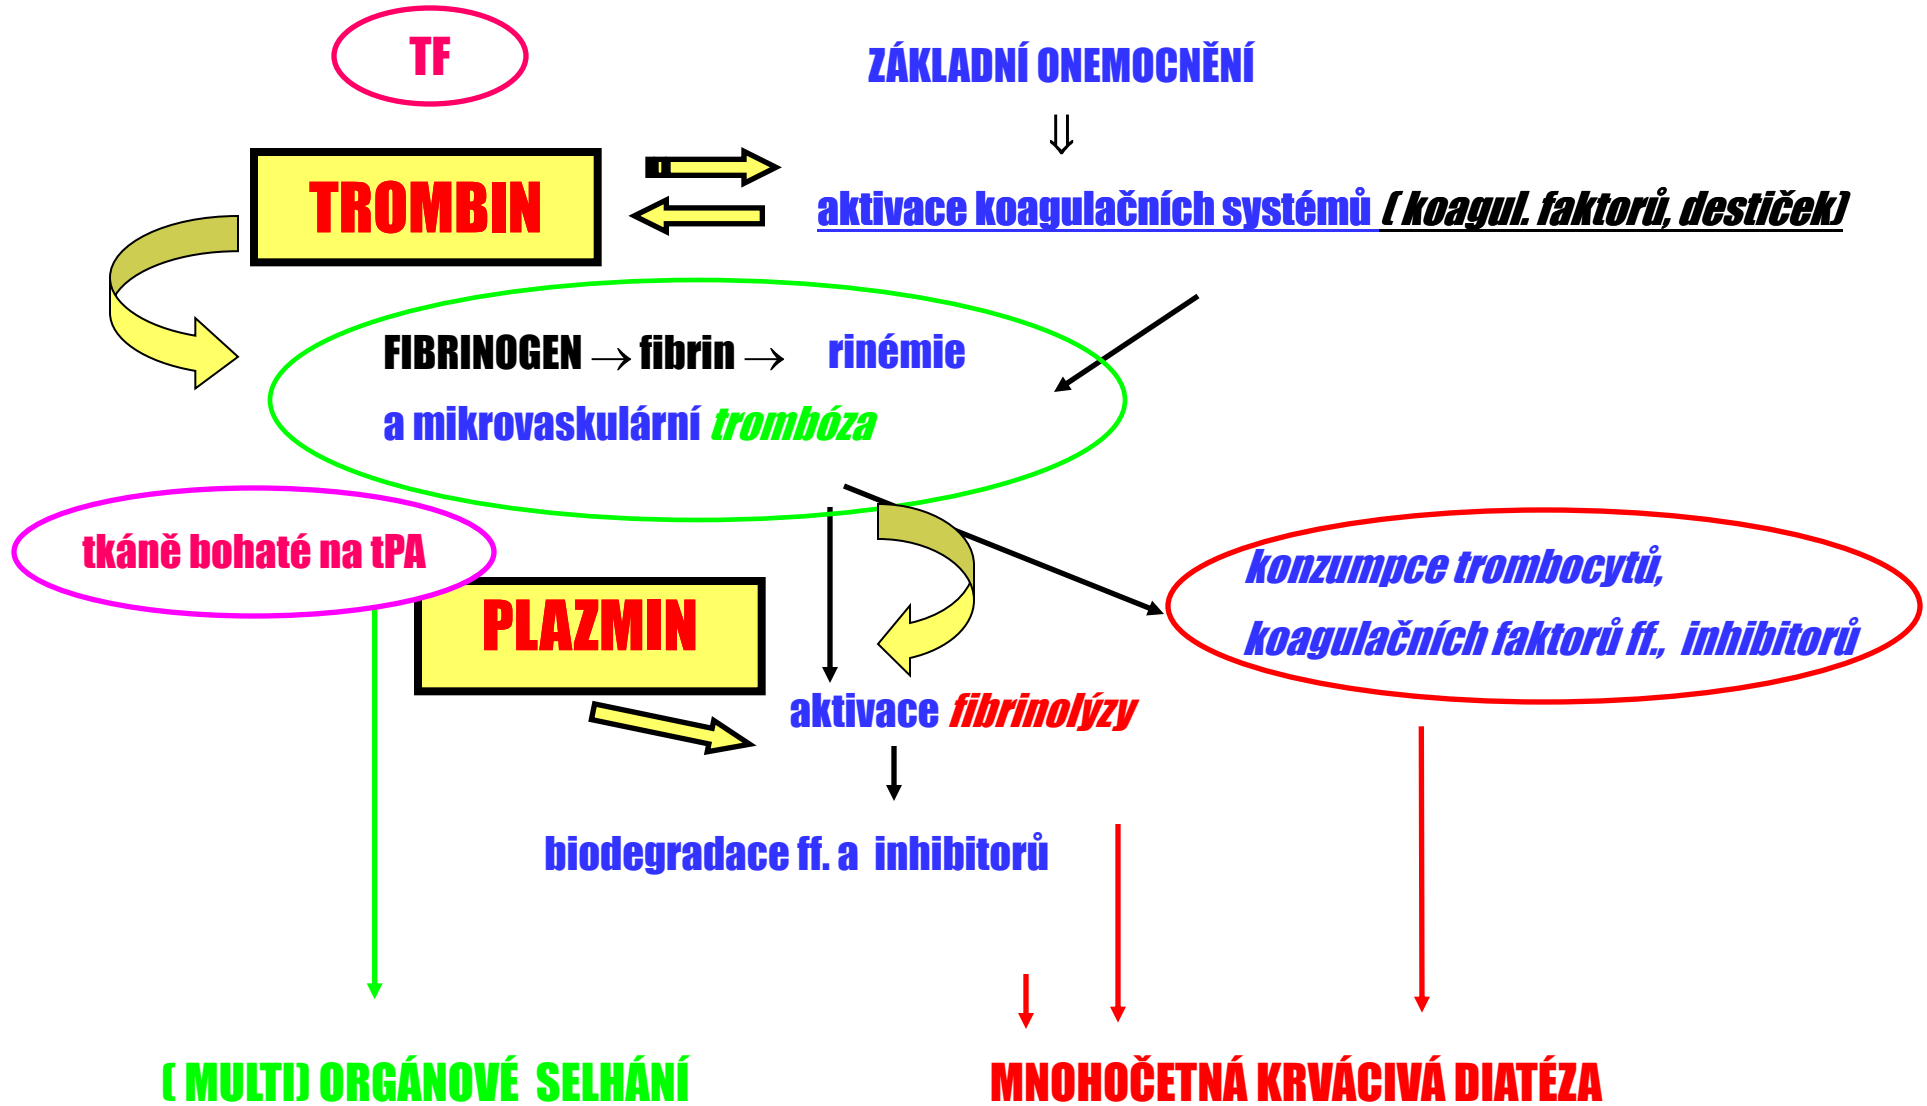 TF
ZÁKLADNÍ ONEMOCNĚNÍ
⇓
TROMBIN
aktivace koagulačních systémů ( koagul. faktorů, destiček)
FIBRINOGEN → fibrin → rinémie
a mikrovaskulární trombóza
tkáně bohaté na tPA
konzumpce trombocytů,
PLAZMIN
koagulačních faktorů ff., inhibitorů
aktivace fibrinolýzy
biodegradace ff. a inhibitorů
( MULTI) ORGÁNOVÉ SELHÁNÍ
MNOHOČETNÁ KRVÁCIVÁ DIATÉZA